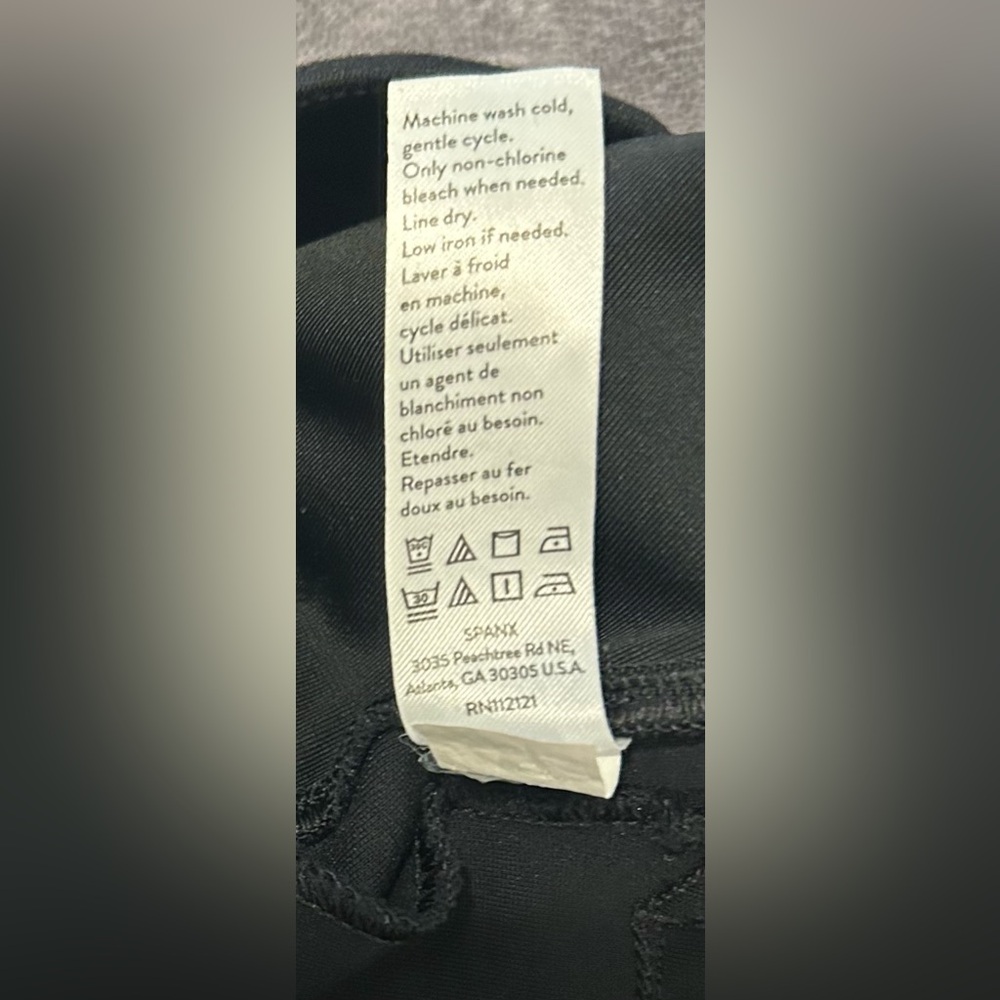 Machine wash cold,
gentle cycle.
Only non-chlorine
bleach when needed.
Line dry.
Low iron if needed.
Laver à froid
en machine,
cycle délicat.
Utiliser seulement
un agent de
blanchiment non
chloré au besoin.
Etendre.
Repasser au fer
doux au besoin.
30C
30
SPANX
3035 Peachtree Rd NE,
Atlanta, GA 30305 U.S.A.
RN112121